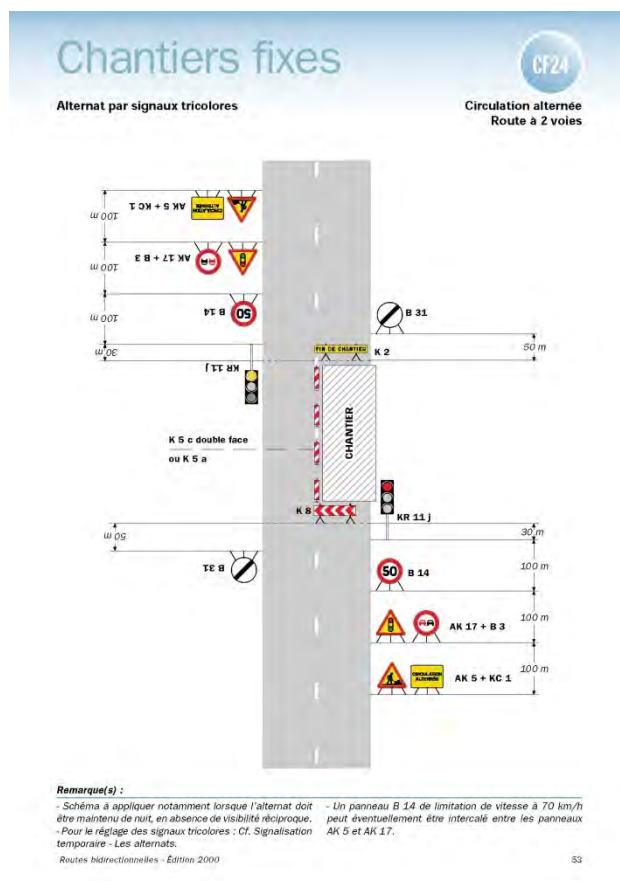 Chantiers fixes
CF24
Alternat par signaux tricolores
Circulation alternée
Route à 2 voies
AK 5 + KC 1
CIRCULATION
ALTERNÉE
100 m
AK 17 + B 3
100 m
B 14
50
100 m
30 m
KR 11 j
B 31
50 m
FIN DE CHANTIER
K 2
CHANTIER
K 5 c double face
ou K 5 a
K 8
KR 11 j
30 m
50 m
B 31
50
B 14
100 m
AK 17 + B 3
100 m
CIRCULATION
ALTERNÉE
AK 5 + KC 1
100 m
Remarque(s) :
- Schéma à appliquer notamment lorsque l'alternat doit
être maintenu de nuit, en absence de visibilité réciproque.
- Pour le réglage des signaux tricolores : Cf. Signalisation
temporaire - Les alternats.
- Un panneau B 14 de limitation de vitesse à 70 km/h
peut éventuellement être intercalé entre les panneaux
AK 5 et AK 17.
Routes bidirectionnelles - Édition 2000
53